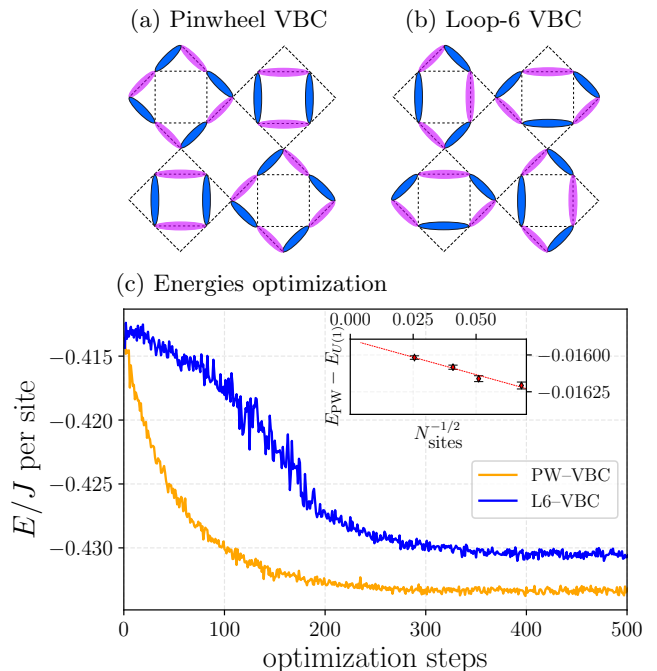 (a) Pinwheel VBC
(b) Loop-6 VBC
(c) Energies optimization
0.000 0.025 0.050
−0.01600
−0.01625
E_PW − E_U(1)
N_sites^−1/2
PW–VBC
L6–VBC
E/J per site
−0.415
−0.420
−0.425
−0.430
0 100 200 300 400 500
optimization steps